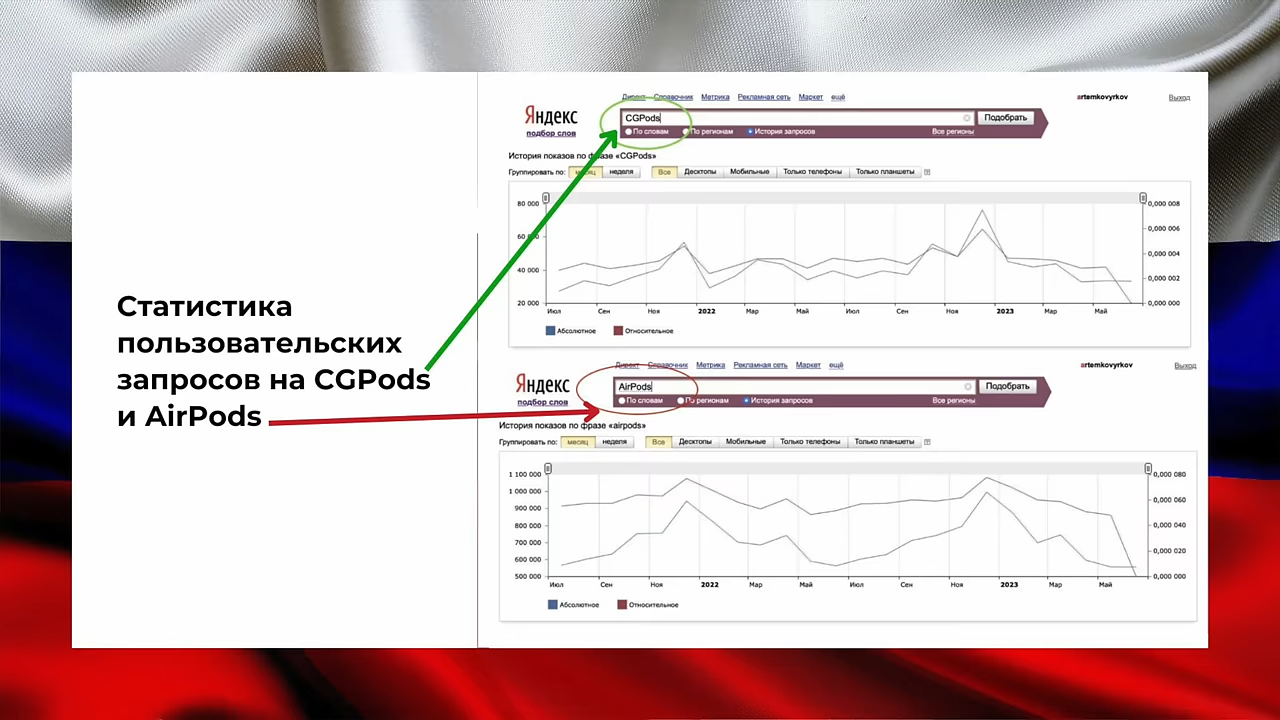 Статистика
пользовательских
запросов на CGPods
и AirPods
Директ Справочник Метрика Рекламная сеть Маркет ещё
artemkovyrkov
Выход
Яндекс
подбор слов
CGPods
Подобрать
По словам По регионам История запросов
Все регионы
История показов по фразе «CGPods»
Группировать по: месяц неделя Все Десктопы Мобильные Только телефоны Только планшеты
80 000
60 000
40 000
20 000
0,000 008
0,000 006
0,000 004
0,000 002
0,000 000
Июл Сен Ноя 2022 Мар Май Июл Сен Ноя 2023 Мар Май
Абсолютное Относительное
Директ Справочник Метрика Рекламная сеть Маркет ещё
artemkovyrkov
Выход
Яндекс
подбор слов
AirPods
Подобрать
По словам По регионам История запросов
Все регионы
История показов по фразе «airpods»
Группировать по: месяц неделя Все Десктопы Мобильные Только телефоны Только планшеты
1 100 000
1 000 000
900 000
800 000
700 000
600 000
500 000
0,000 080
0,000 060
0,000 040
0,000 020
0,000 000
Июл Сен Ноя 2022 Мар Май Июл Сен Ноя 2023 Мар Май
Абсолютное Относительное